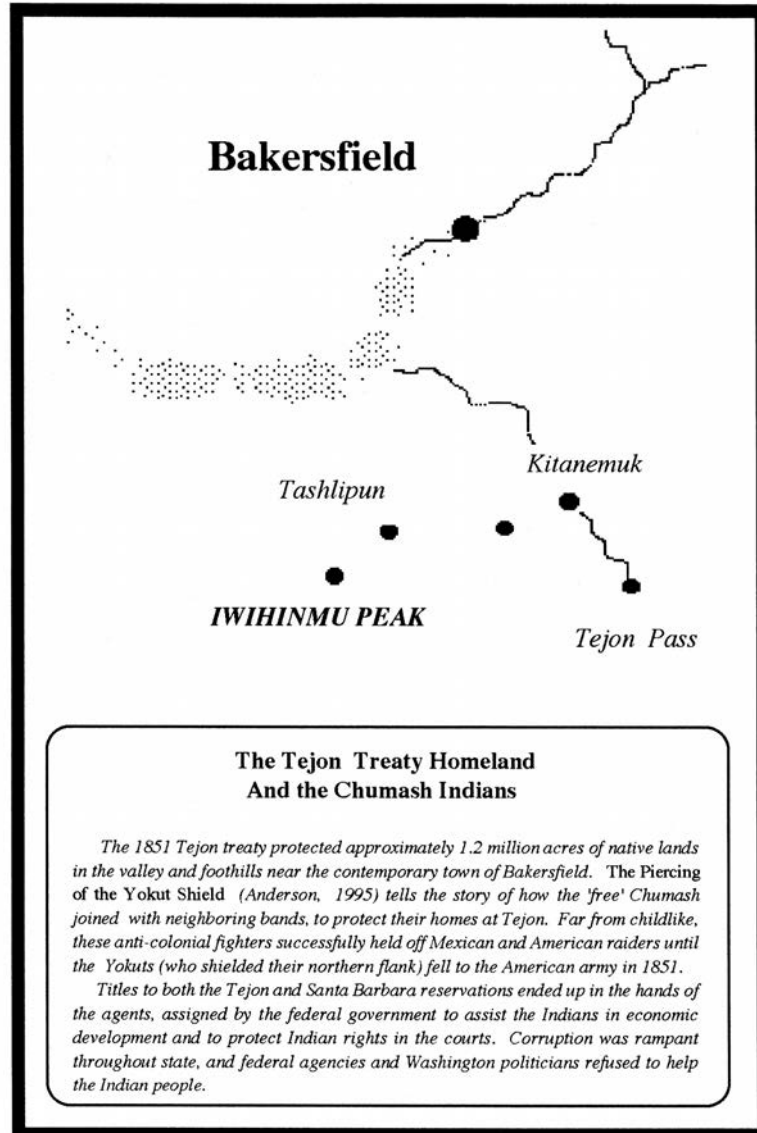 Bakersfield
Kitanemuk
Tashlipun
IWIHINMU PEAK
Tejon Pass
The Tejon Treaty Homeland
And the Chumash Indians
The 1851 Tejon treaty protected approximately 1.2 million acres of native lands
in the valley and foothills near the contemporary town of Bakersfield. The Piercing
of the Yokut Shield (Anderson, 1995) tells the story of how the 'free' Chumash
joined with neighboring bands, to protect their homes at Tejon. Far from childlike,
these anti-colonial fighters successfully held off Mexican and American raiders until
the Yokuts (who shielded their northern flank) fell to the American army in 1851.
Titles to both the Tejon and Santa Barbara reservations ended up in the hands of
the agents, assigned by the federal government to assist the Indians in economic
development and to protect Indian rights in the courts. Corruption was rampant
throughout state, and federal agencies and Washington politicians refused to help
the Indian people.